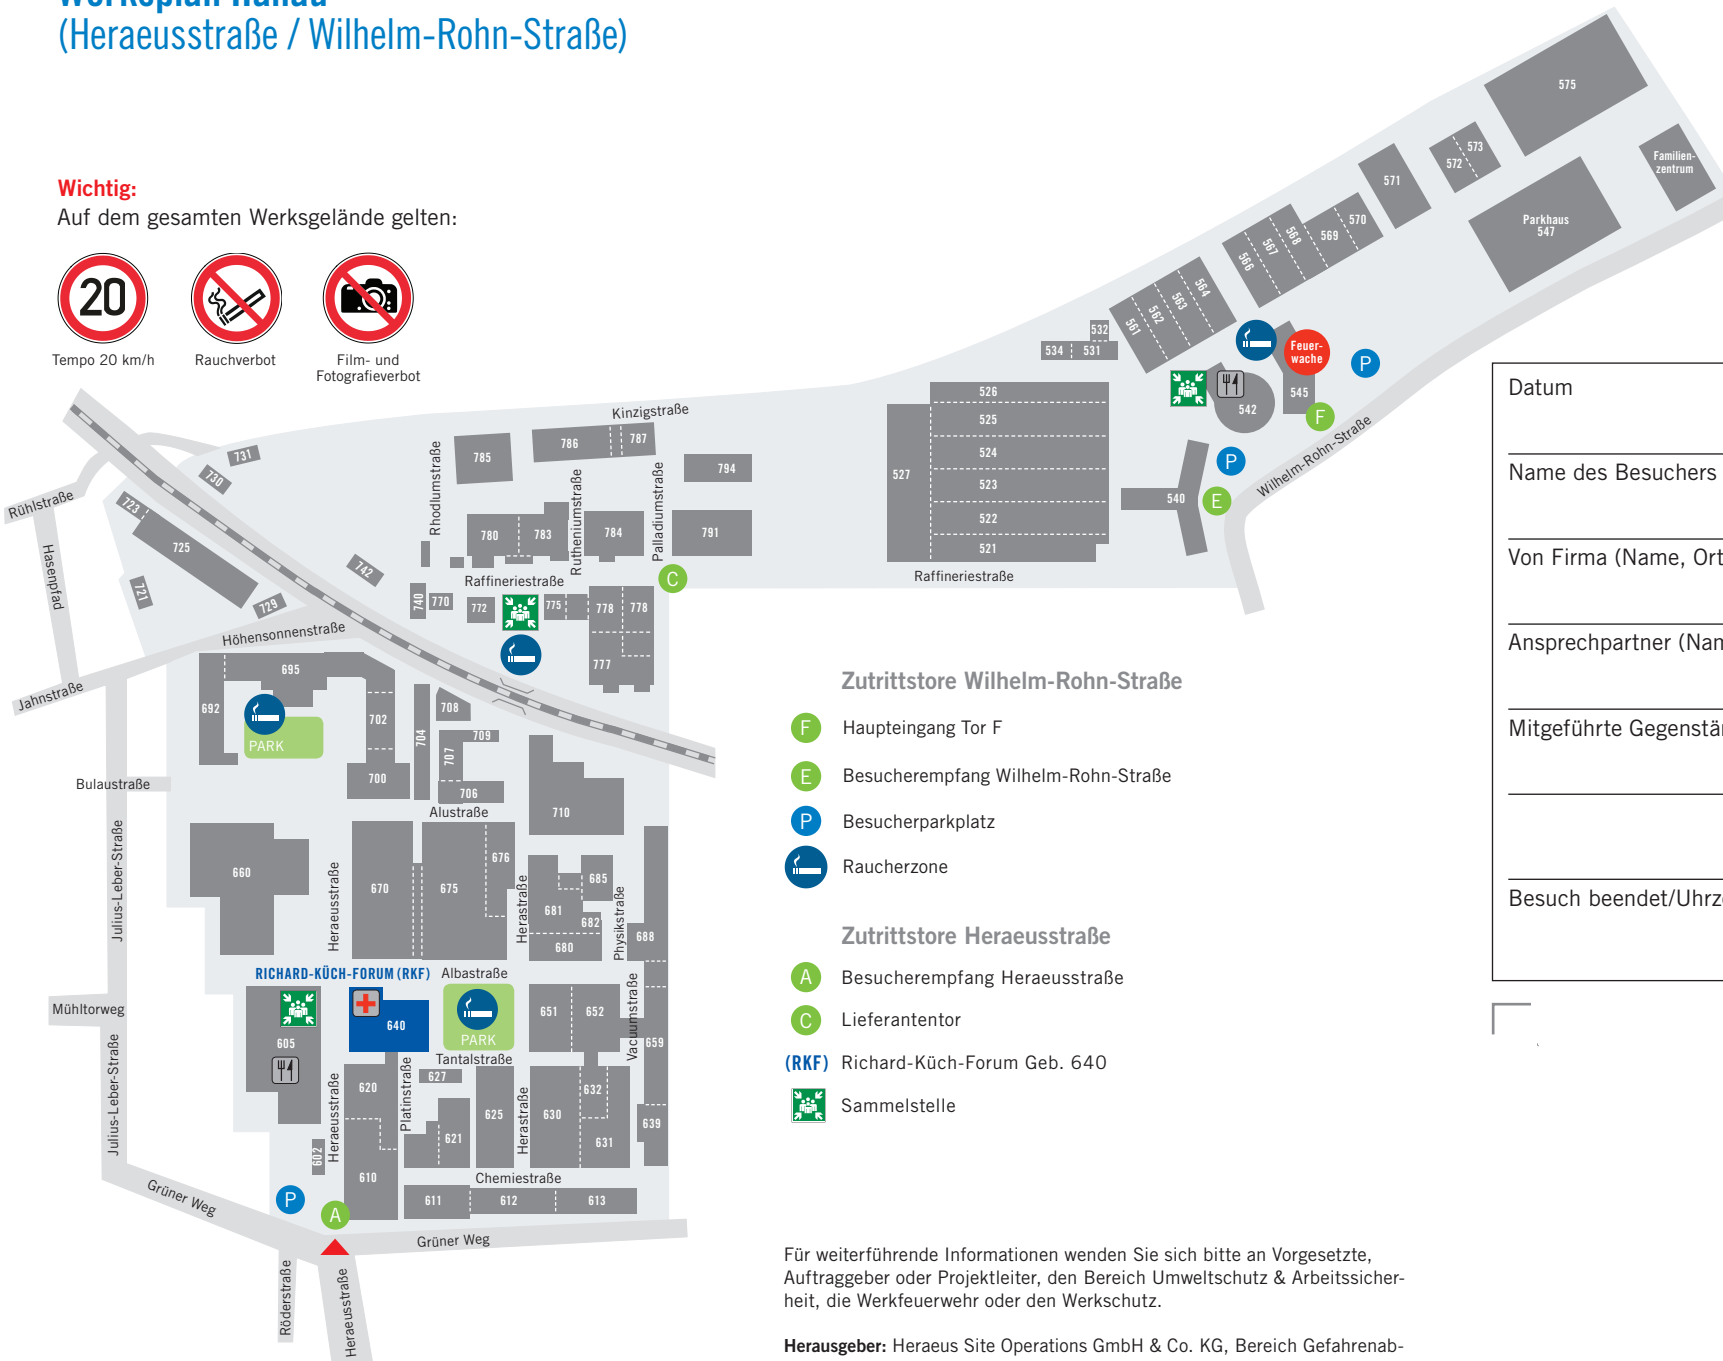 (Heraeusstraße / Wilhelm-Rohn-Straße)
Wichtig:
Auf dem gesamten Werksgelände gelten:
20
Tempo 20 km/h
Rauchverbot
Film- und
Fotografieverbot
575
Familien-
zentrum
573
572
571
Parkhaus
547
570
569
568
567
566
564
563
562
561
532
534
531
Feuer-
wache
P
545
542
F
Wilhelm-Rohn-Straße
P
E
540
526
525
524
523
522
521
527
Raffineriestraße
Kinzigstraße
787
786
785
794
791
784
783
780
Rhodiumstraße
Rutheniumstraße
Palladiumstraße
C
Raffineriestraße
740
770
772
775
778
778
777
742
731
730
723
725
721
729
Rühlstraße
Hasenpfad
Höhensonnenstraße
Jahnstraße
695
692
PARK
702
700
704
708
709
707
706
Alustraße
710
Bulaustraße
Julius-Leber-Straße
660
Heraeusstraße
670
675
676
Herastraße
685
681
682
680
Physikstraße
688
RICHARD-KÜCH-FORUM (RKF)
Albastraße
Mühltorweg
605
640
PARK
Tantalstraße
651
652
Vacuumstraße
659
Julius-Leber-Straße
Heraeusstraße
620
Platinstraße
627
621
625
Herastraße
630
632
631
639
602
610
Chemiestraße
611
612
613
Grüner Weg
P
A
Grüner Weg
Röderstraße
Heraeusstraße
Zutrittstore Wilhelm-Rohn-Straße
F Haupteingang Tor F
E Besucherempfang Wilhelm-Rohn-Straße
P Besucherparkplatz
Raucherzone
Zutrittstore Heraeusstraße
A Besucherempfang Heraeusstraße
C Lieferantentor
(RKF) Richard-Küch-Forum Geb. 640
Sammelstelle
Für weiterführende Informationen wenden Sie sich bitte an Vorgesetzte,
Auftraggeber oder Projektleiter, den Bereich Umweltschutz & Arbeitssicher-
heit, die Werkfeuerwehr oder den Werkschutz.
Herausgeber: Heraeus Site Operations GmbH & Co. KG, Bereich Gefahrenab-
Datum
Name des Besuchers
Von Firma (Name, Ort
Ansprechpartner (Nan
Mitgeführte Gegenstä
Besuch beendet/Uhrz